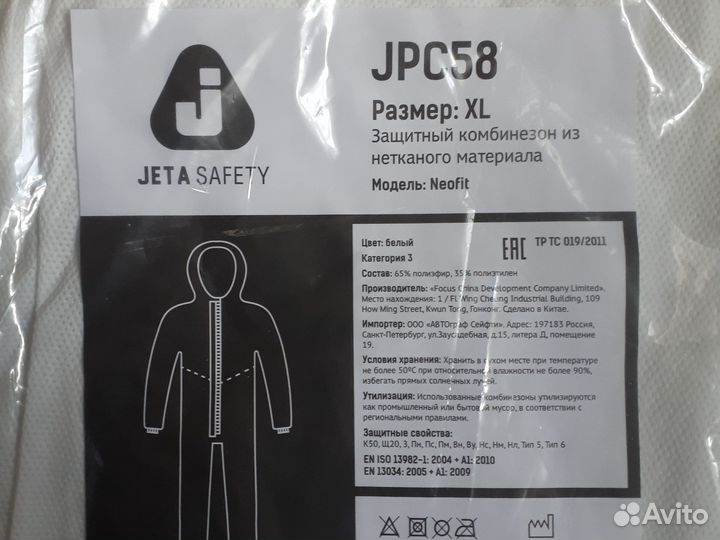 JETA SAFETY
JPC58
Размер: XL
Защитный комбинезон из
нетканого материала
Модель: Neofit
Цвет: белый
Категория 3
EAC ТР ТС 019/2011
Состав: 65% полиэфир, 35% полиэтилен
Производитель: «Focus China Development Company Limited».
Место нахождения: 1 / Fl Wing Cheung Industrial Building, 109
How Ming Street, Kwun Tong, Гонконг. Сделано в Китае.
Импортер: ООО «АВТОграф Сейфти». Адрес: 197183 Россия,
Санкт-Петербург, ул.Заусадебная, д.15, литера Д, помещение
19.
Условия хранения: Хранить в сухом месте при температуре
не более 50°С при относительной влажности не более 90%,
избегать прямых солнечных лучей.
Утилизация: Использованные комбинезоны утилизируются
как промышленный или бытовой мусор, в соответствии с
региональными правилами.
Защитные свойства:
К50, Щ20, З, Пн, Пс, Пм, Вн, Ву, Нс, Нм, Нл, Тип 5, Тип 6
EN ISO 13982-1: 2004 + A1: 2010
EN 13034: 2005 + A1: 2009
Avito